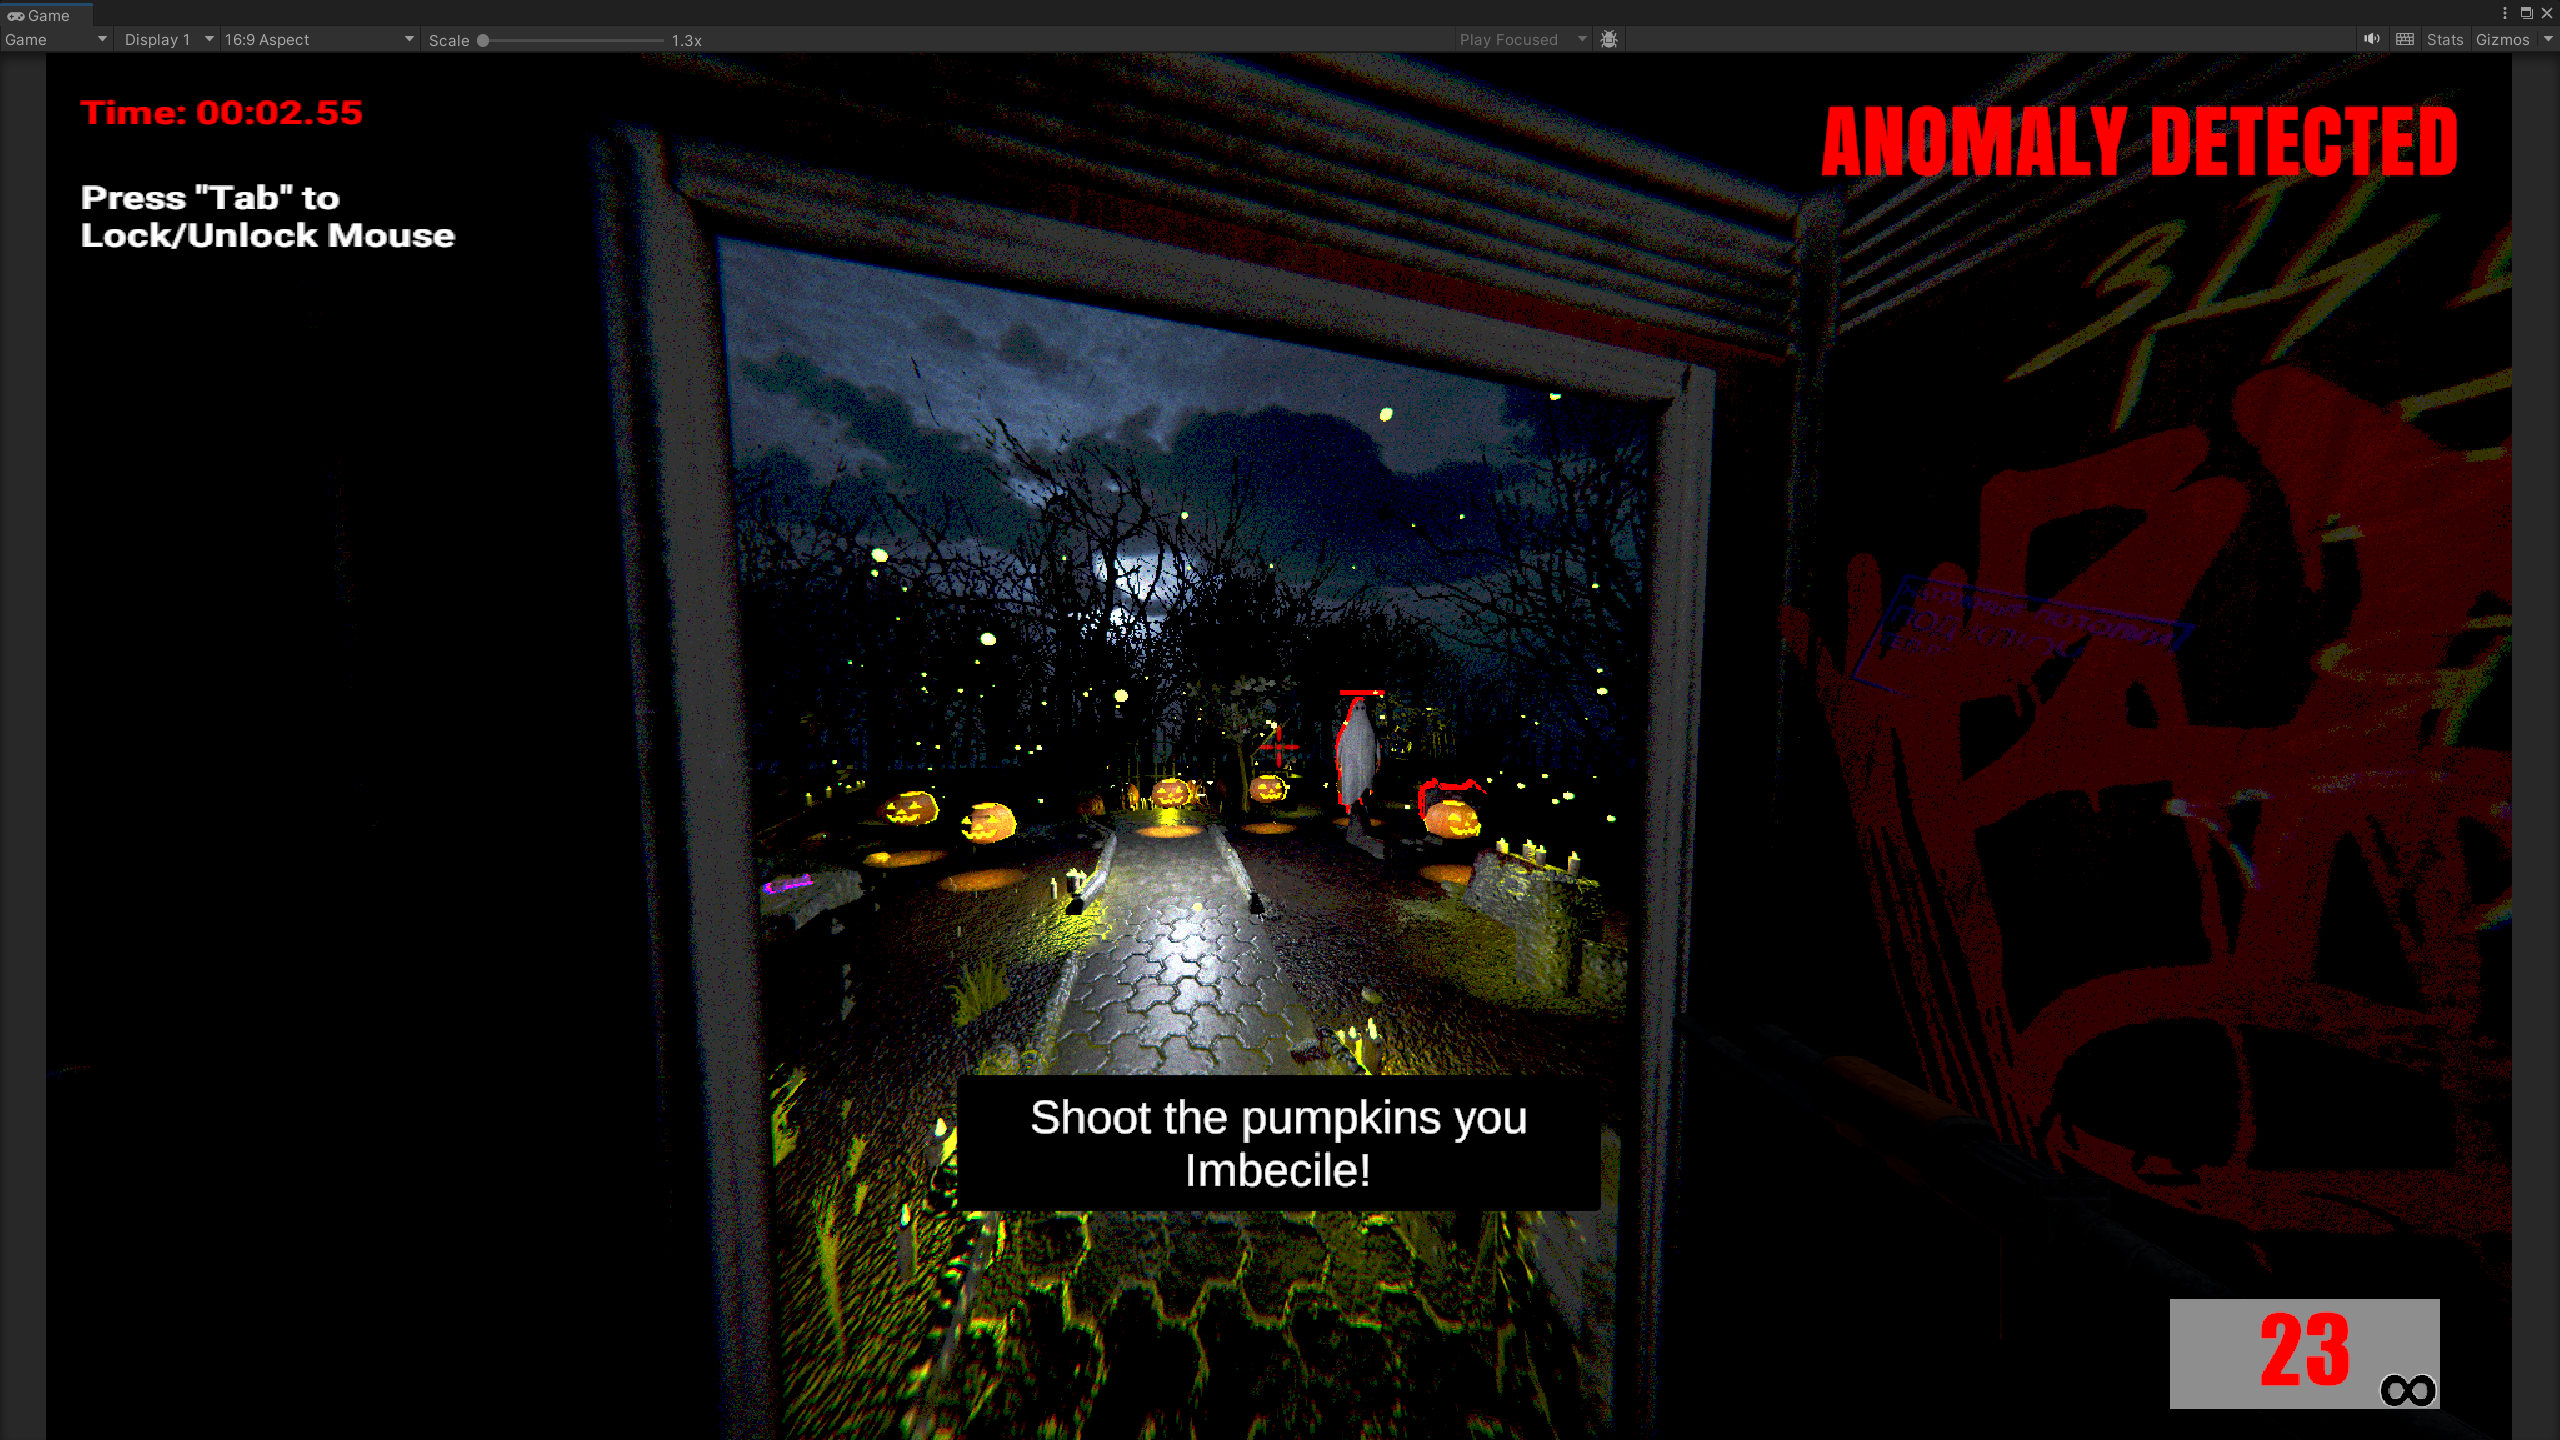 Game
Game
Display 1
16:9 Aspect
Scale
1.3x
Play Focused
Stats
Gizmos
Time: 00:02.55
ANOMALY DETECTED
Press "Tab" to
Lock/Unlock Mouse
Shoot the pumpkins you
Imbecile!
23
∞